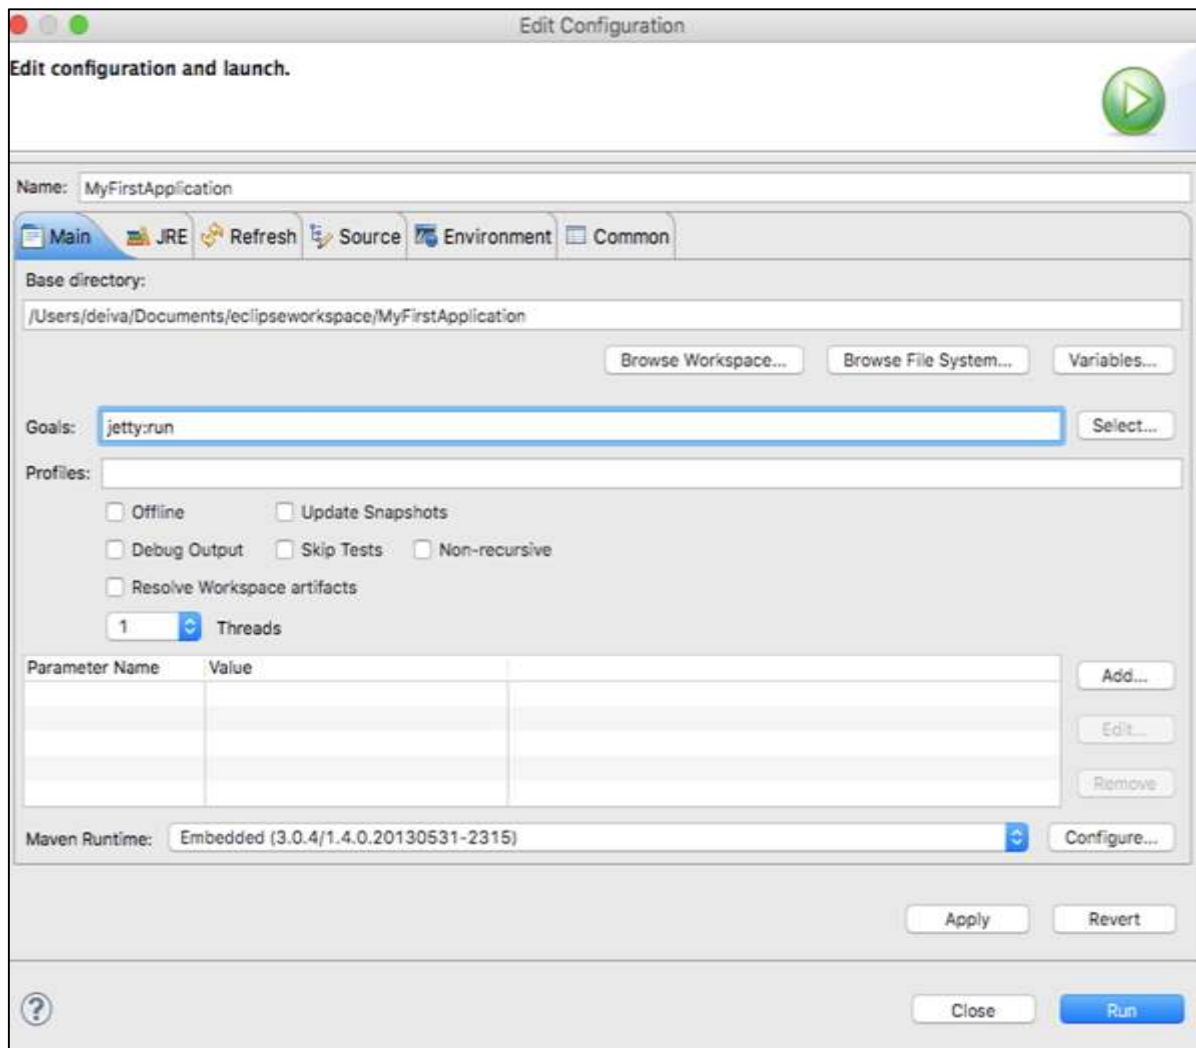 Edit Configuration
Edit configuration and launch.
Name: MyFirstApplication
Main JRE Refresh Source Environment Common
Base directory:
/Users/deiva/Documents/eclipseworkspace/MyFirstApplication
Browse Workspace... Browse File System... Variables...
Goals: jetty:run Select...
Profiles:
Offline Update Snapshots
Debug Output Skip Tests Non-recursive
Resolve Workspace artifacts
1 Threads
Parameter Name Value Add...
Edit...
Remove
Maven Runtime: Embedded (3.0.4/1.4.0.20130531-2315) Configure...
Apply Revert
? Close Run